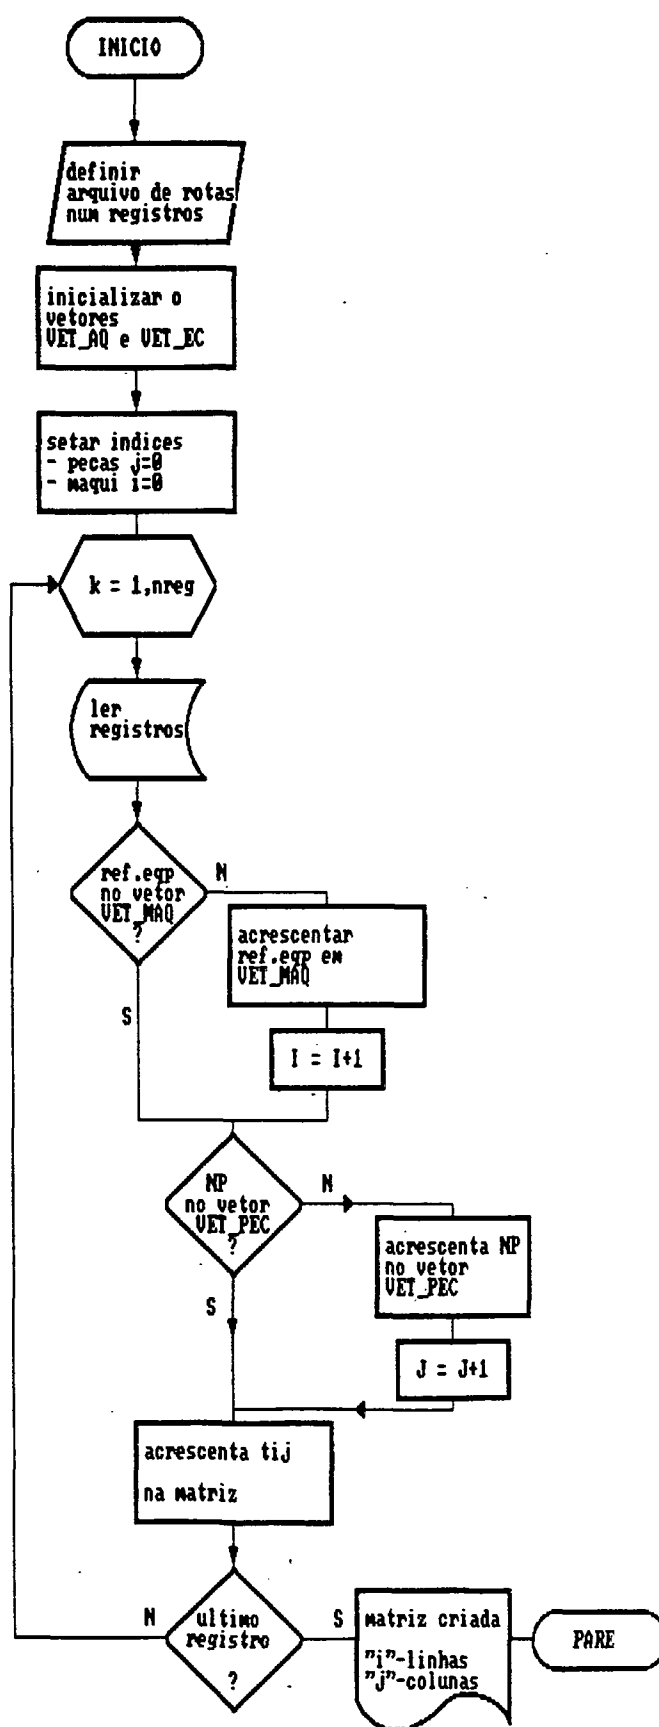 INICIO
definir
arquivo de rotas
num registros
inicializar o
vetores
VET_AQ e VET_EC
setar indices
- pecas j=0
- maqui i=0
k = 1,nreg
ler
registros
ref.eqp
no vetor
VET_MAQ
?
N
acrescentar
ref.eqp em
VET_MAQ
S
I = I+1
NP
no vetor
VET_PEC
?
N
acrescenta NP
no vetor
VET_PEC
S
J = J+1
acrescenta tij
na matriz
ultimo
registro
?
N
S
matriz criada
"i"-linhas
"j"-colunas
PARE